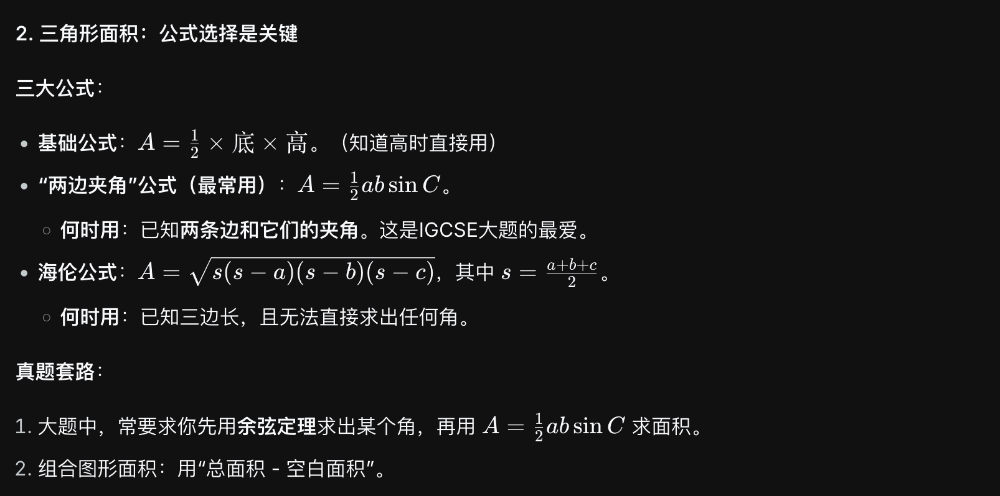 2. 三角形面积：公式选择是关键
三大公式：
• 基础公式：A = 1/2 × 底 × 高。（知道高时直接用）
• “两边夹角”公式（最常用）：A = 1/2 ab sin C。
○ 何时用：已知两条边和它们的夹角。这是IGCSE大题的最爱。
• 海伦公式：A = √(s(s − a)(s − b)(s − c))，其中 s = (a+b+c)/2。
○ 何时用：已知三边长，且无法直接求出任何角。
真题套路：
1. 大题中，常要求你先用余弦定理求出某个角，再用 A = 1/2 ab sin C 求面积。
2. 组合图形面积：用“总面积 - 空白面积”。